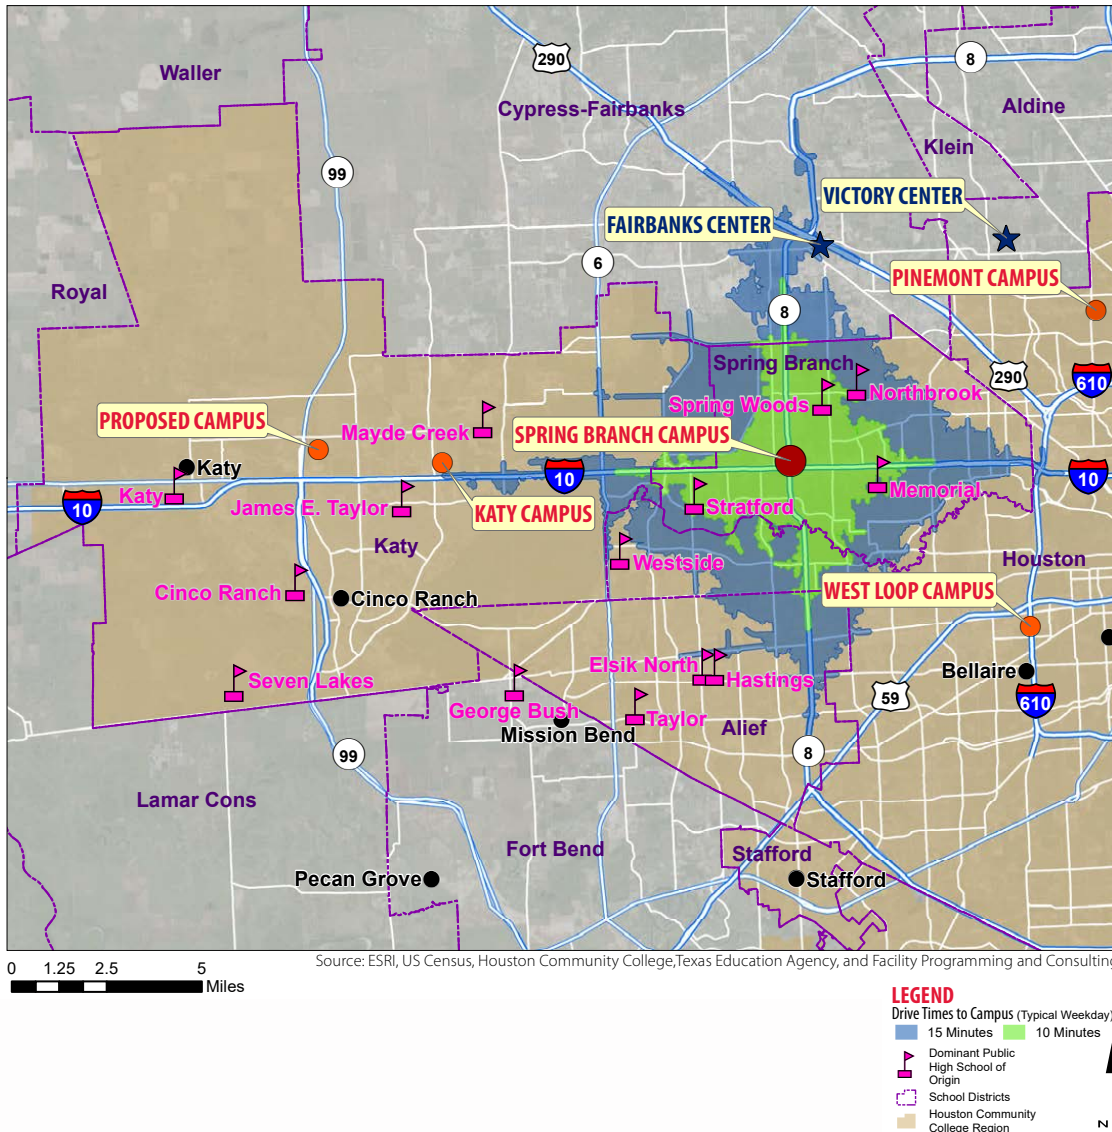 290
8
Waller
Aldine
Cypress-Fairbanks
Klein
99
VICTORY CENTER
FAIRBANKS CENTER
6
PINEMONT CAMPUS
Royal
8
Spring Branch
290
610
Northbrook
Spring Woods
PROPOSED CAMPUS
Mayde Creek
SPRING BRANCH CAMPUS
Katy
10
10
Katy
Memorial
10
James E. Taylor
KATY CAMPUS
Stratford
Katy
Westside
Houston
Cinco Ranch
Cinco Ranch
WEST LOOP CAMPUS
Elsik North
Bellaire
Seven Lakes
Hastings
59
610
George Bush
Taylor
Mission Bend
Alief
99
8
Lamar Cons
Fort Bend
Stafford
Pecan Grove
Stafford
Source: ESRI, US Census, Houston Community College,Texas Education Agency, and Facility Programming and Consulting
0 1.25 2.5 5
Miles
LEGEND
Drive Times to Campus (Typical Weekday)
15 Minutes 10 Minutes
Dominant Public
High School of
Origin
School Districts
Houston Community
College Region
N